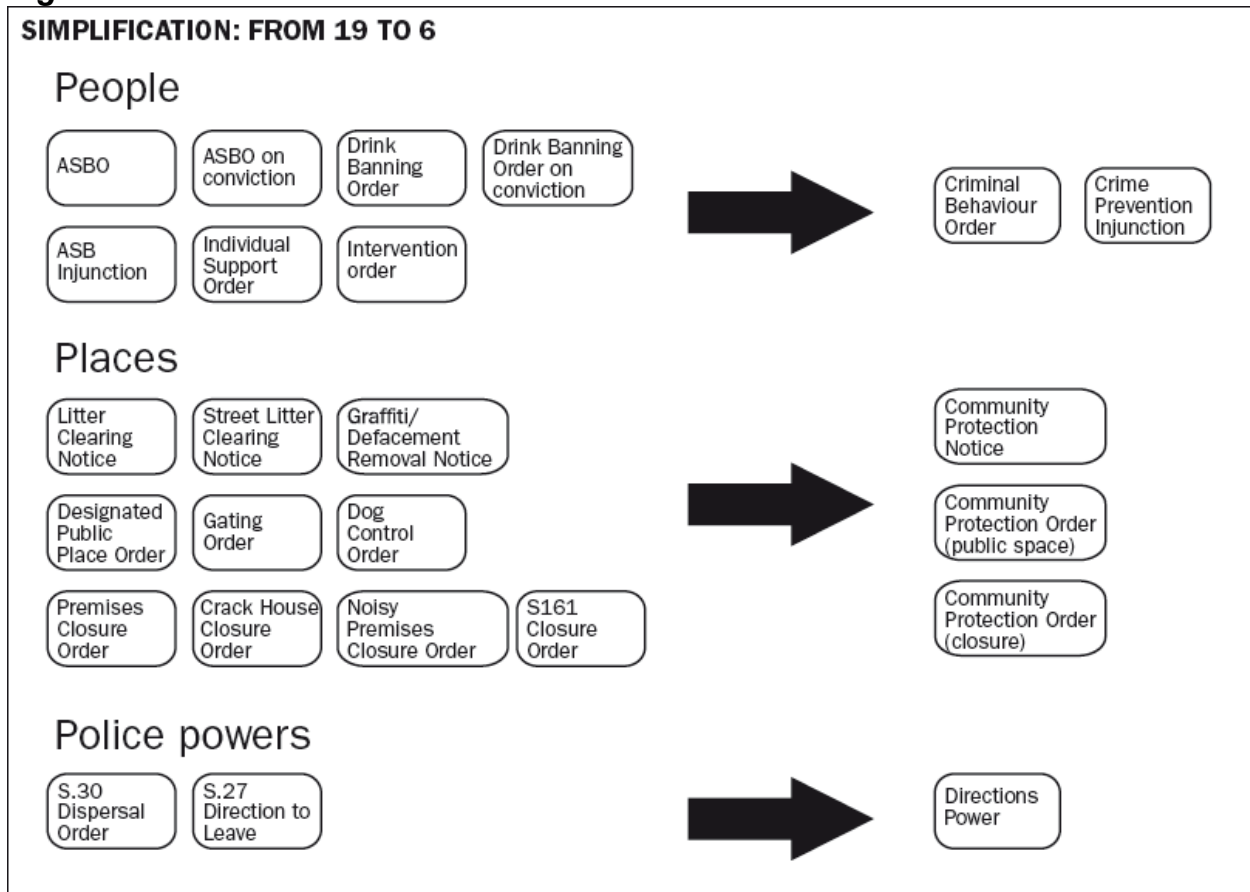 SIMPLIFICATION: FROM 19 TO 6
People
ASBO
ASBO on
conviction
Drink
Banning
Order
Drink Banning
Order on
conviction
ASB
Injunction
Individual
Support
Order
Intervention
order
Criminal
Behaviour
Order
Crime
Prevention
Injunction
Places
Litter
Clearing
Notice
Street Litter
Clearing
Notice
Graffiti/
Defacement
Removal Notice
Designated
Public
Place Order
Gating
Order
Dog
Control
Order
Premises
Closure
Order
Crack House
Closure
Order
Noisy
Premises
Closure Order
S161
Closure
Order
Community
Protection
Notice
Community
Protection Order
(public space)
Community
Protection Order
(closure)
Police powers
S.30
Dispersal
Order
S.27
Direction to
Leave
Directions
Power